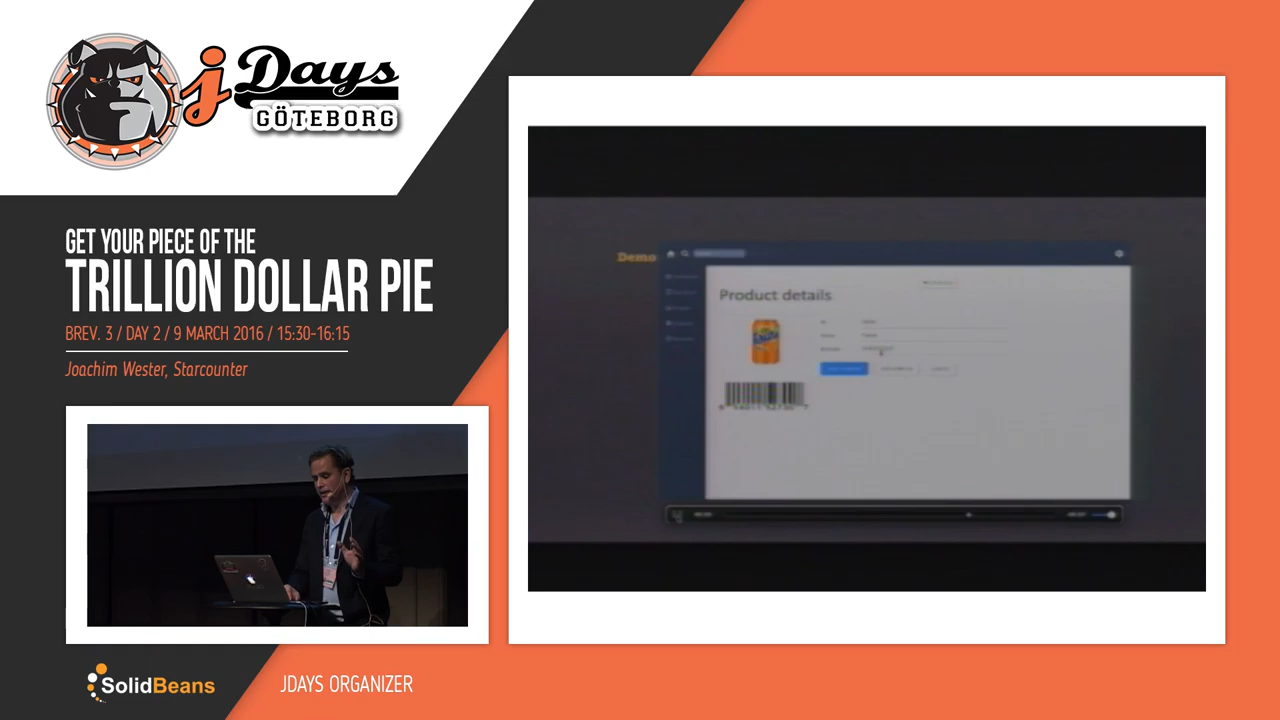 jDays
GÖTEBORG
GET YOUR PIECE OF THE
TRILLION DOLLAR PIE
BREV. 3 / DAY 2 / 9 MARCH 2016 / 15:30-16:15
Joachim Wester, Starcounter
Demo
Product details
SolidBeans
JDAYS ORGANIZER